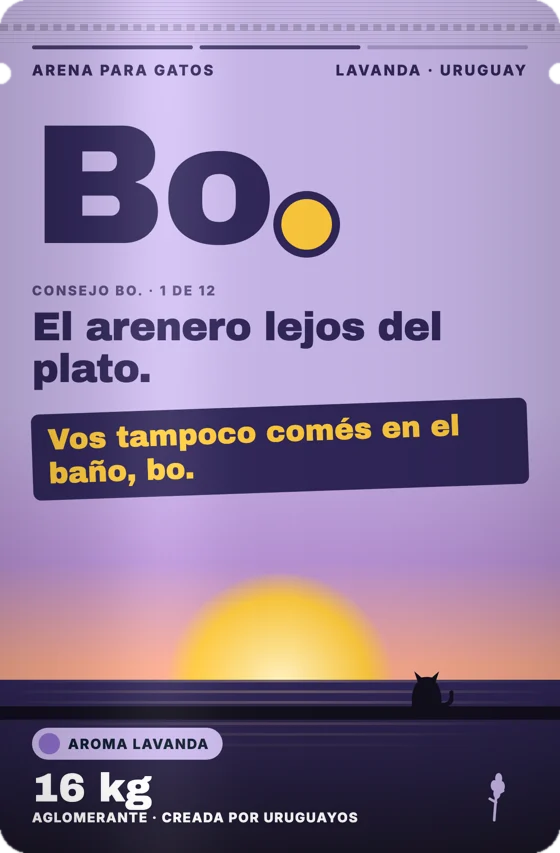 ARENA PARA GATOS
LAVANDA · URUGUAY
Bo.
CONSEJO BO. · 1 DE 12
El arenero lejos del
plato.
Vos tampoco comés en el
baño, bo.
AROMA LAVANDA
16 kg
AGLOMERANTE · CREADA POR URUGUAYOS